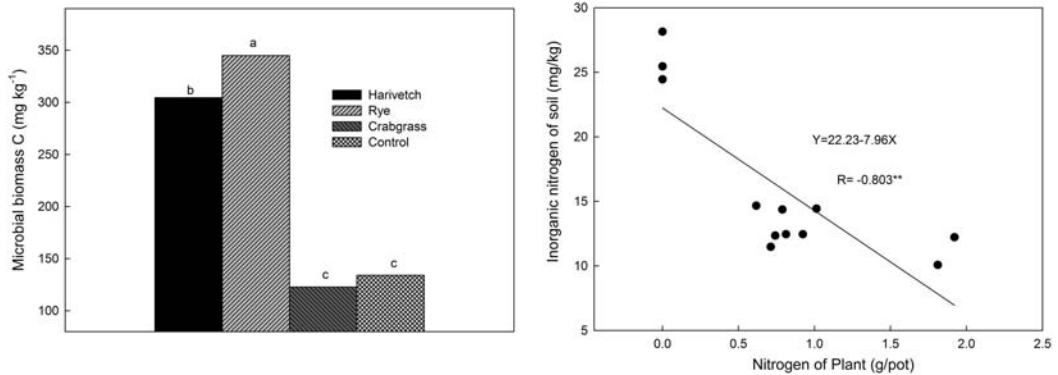 Microbial biomass C (mg kg⁻¹)
350
300
250
200
150
100
b
a
c
c
Harivetch
Rye
Crabgrass
Control
Inorganic nitrogen of soil (mg/kg)
30
25
20
15
10
5
Y=22.23-7.96X
R= -0.803**
0.0 0.5 1.0 1.5 2.0 2.5
Nitrogen of Plant (g/pot)